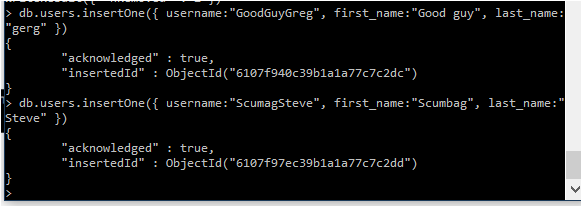 > db.users.insertOne({ username:"GoodGuyGreg", first_name:"Good guy", last_name:
"gerg" })
{
        "acknowledged" : true,
        "insertedId" : ObjectId("6107f940c39b1a1a77c7c2dc")
}
> db.users.insertOne({ username:"ScumagSteve", first_name:"Scumbag", last_name:"
Steve" })
{
        "acknowledged" : true,
        "insertedId" : ObjectId("6107f97ec39b1a1a77c7c2dd")
}
>